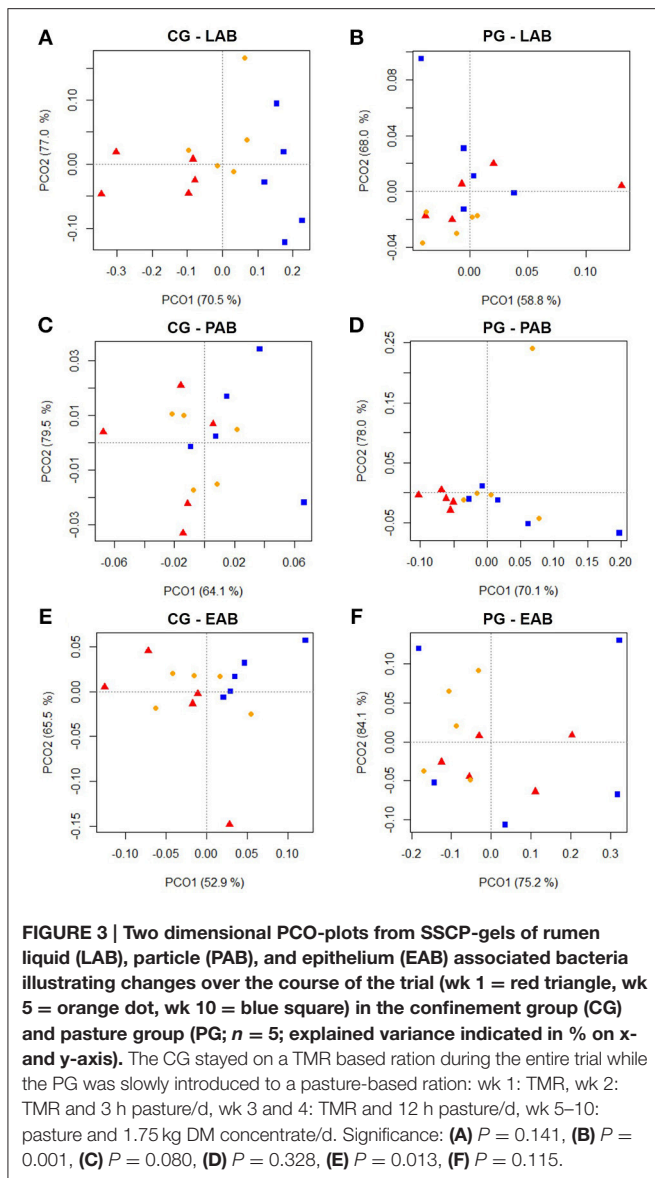 A
CG - LAB
PCO2 (77.0 %)
0.10
0.00
-0.10
-0.3
-0.2
-0.1
0.0
0.1
0.2
PCO1 (70.5 %)
B
PG - LAB
PCO2 (68.0 %)
0.08
0.04
0.00
-0.04
0.00
0.05
0.10
PCO1 (58.8 %)
C
CG - PAB
PCO2 (79.5 %)
0.03
0.01
-0.01
-0.03
-0.06
-0.02
0.02
0.06
PCO1 (64.1 %)
D
PG - PAB
PCO2 (78.0 %)
0.25
0.15
0.05
-0.05
-0.10
0.00
0.05
0.10
0.15
0.20
PCO1 (70.1 %)
E
CG - EAB
PCO2 (65.5 %)
0.05
0.00
-0.05
-0.10
-0.15
-0.10
-0.05
0.00
0.05
0.10
PCO1 (52.9 %)
F
PG - EAB
PCO2 (84.1 %)
0.10
0.05
0.00
-0.05
-0.10
-0.2
-0.1
0.0
0.1
0.2
0.3
PCO1 (75.2 %)
FIGURE 3 | Two dimensional PCO-plots from SSCP-gels of rumen
liquid (LAB), particle (PAB), and epithelium (EAB) associated bacteria
illustrating changes over the course of the trial (wk 1 = red triangle, wk
5 = orange dot, wk 10 = blue square) in the confinement group (CG)
and pasture group (PG; n = 5; explained variance indicated in % on x-
and y-axis). The CG stayed on a TMR based ration during the entire trial while
the PG was slowly introduced to a pasture-based ration: wk 1: TMR, wk 2:
TMR and 3 h pasture/d, wk 3 and 4: TMR and 12 h pasture/d, wk 5–10:
pasture and 1.75 kg DM concentrate/d. Significance: (A) P = 0.141, (B) P =
0.001, (C) P = 0.080, (D) P = 0.328, (E) P = 0.013, (F) P = 0.115.